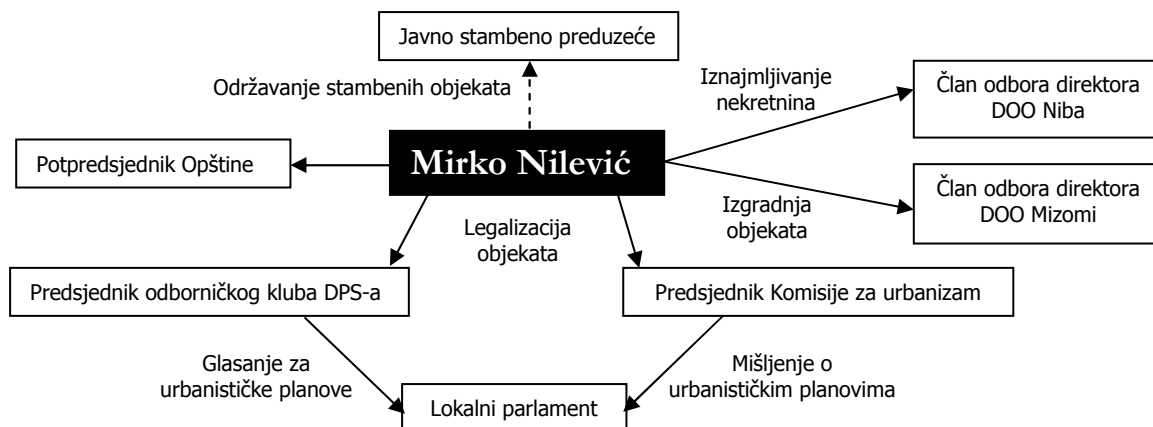 Javno stambeno preduzeće
Održavanje stambenih objekata
Iznajmljivanje
nekretnina
Član odbora direktora
DOO Niba
Potpredsjednik Opštine
Mirko Nilević
Član odbora direktora
DOO Mizomi
Izgradnja
objekata
Legalizacija
objekata
Predsjednik odborničkog kluba DPS-a
Predsjednik Komisije za urbanizam
Glasanje za
urbanističke planove
Mišljenje o
urbanističkim planovima
Lokalni parlament